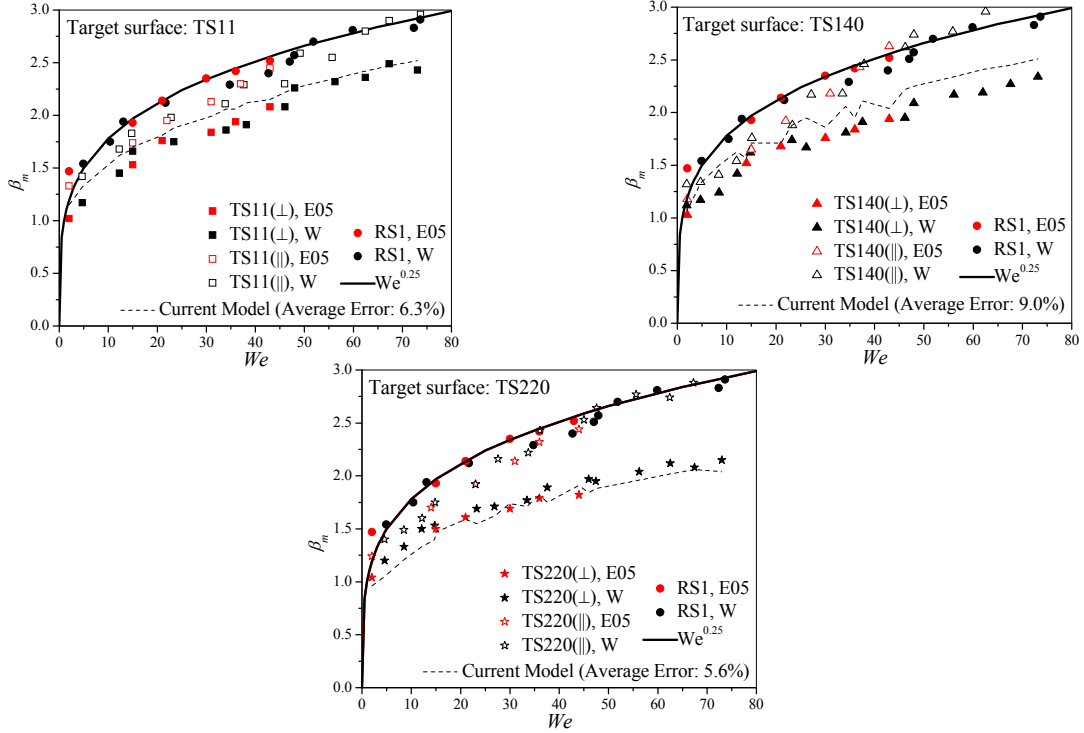 Target surface: TS11
3.0
2.5
2.0
1.5
1.0
0.5
0.0
β_m
TS11(⊥), E05
TS11(⊥), W
TS11(||), E05
TS11(||), W
RS1, E05
RS1, W
We^0.25
Current Model (Average Error: 6.3%)
0 10 20 30 40 50 60 70 80
We
Target surface: TS140
3.0
2.5
2.0
1.5
1.0
0.5
0.0
β_m
TS140(⊥), E05
TS140(⊥), W
TS140(||), E05
TS140(||), W
RS1, E05
RS1, W
We^0.25
Current Model (Average Error: 9.0%)
0 10 20 30 40 50 60 70 80
We
Target surface: TS220
3.0
2.5
2.0
1.5
1.0
0.5
0.0
β_m
TS220(⊥), E05
TS220(⊥), W
TS220(||), E05
TS220(||), W
RS1, E05
RS1, W
We^0.25
Current Model (Average Error: 5.6%)
0 10 20 30 40 50 60 70 80
We